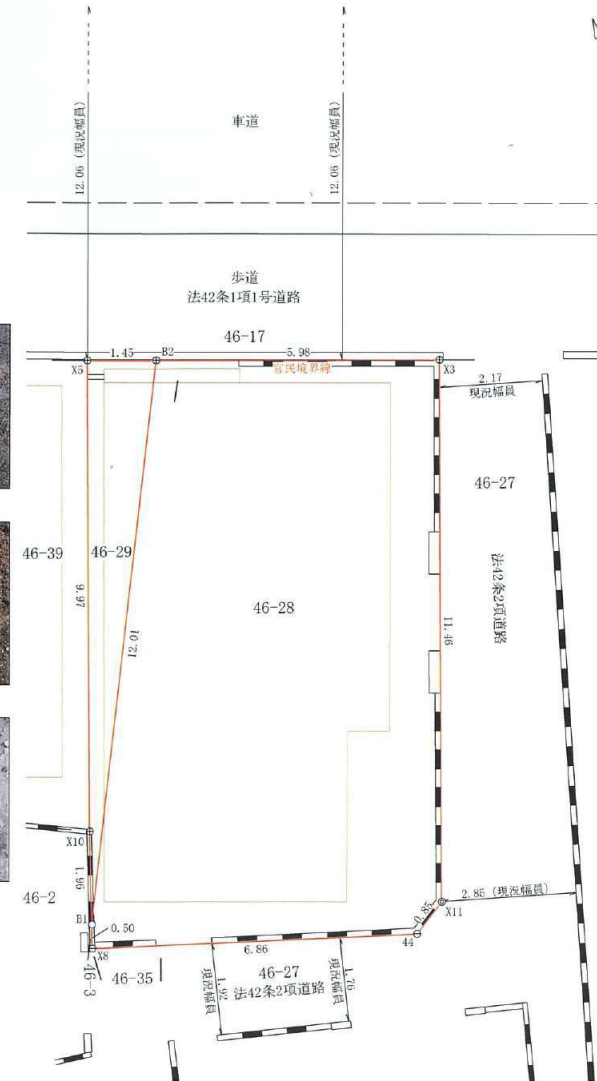 12.06 (現況幅員)
12.06 (現況幅員)
車道
歩道
法42条1項1号道路
46-17
1.45
B2
5.98
X5
X3
官民境界線
2.17
現況幅員
46-27
46-39
46-29
46-28
法42条2項道路
9.97
12.01
11.46
X10
1.96
46-2
B1
0.50
X8
46-3
46-35
6.86
44
0.85
X11
2.85 (現況幅員)
46-27
法42条2項道路
現況幅員
1.92
現況幅員
1.76